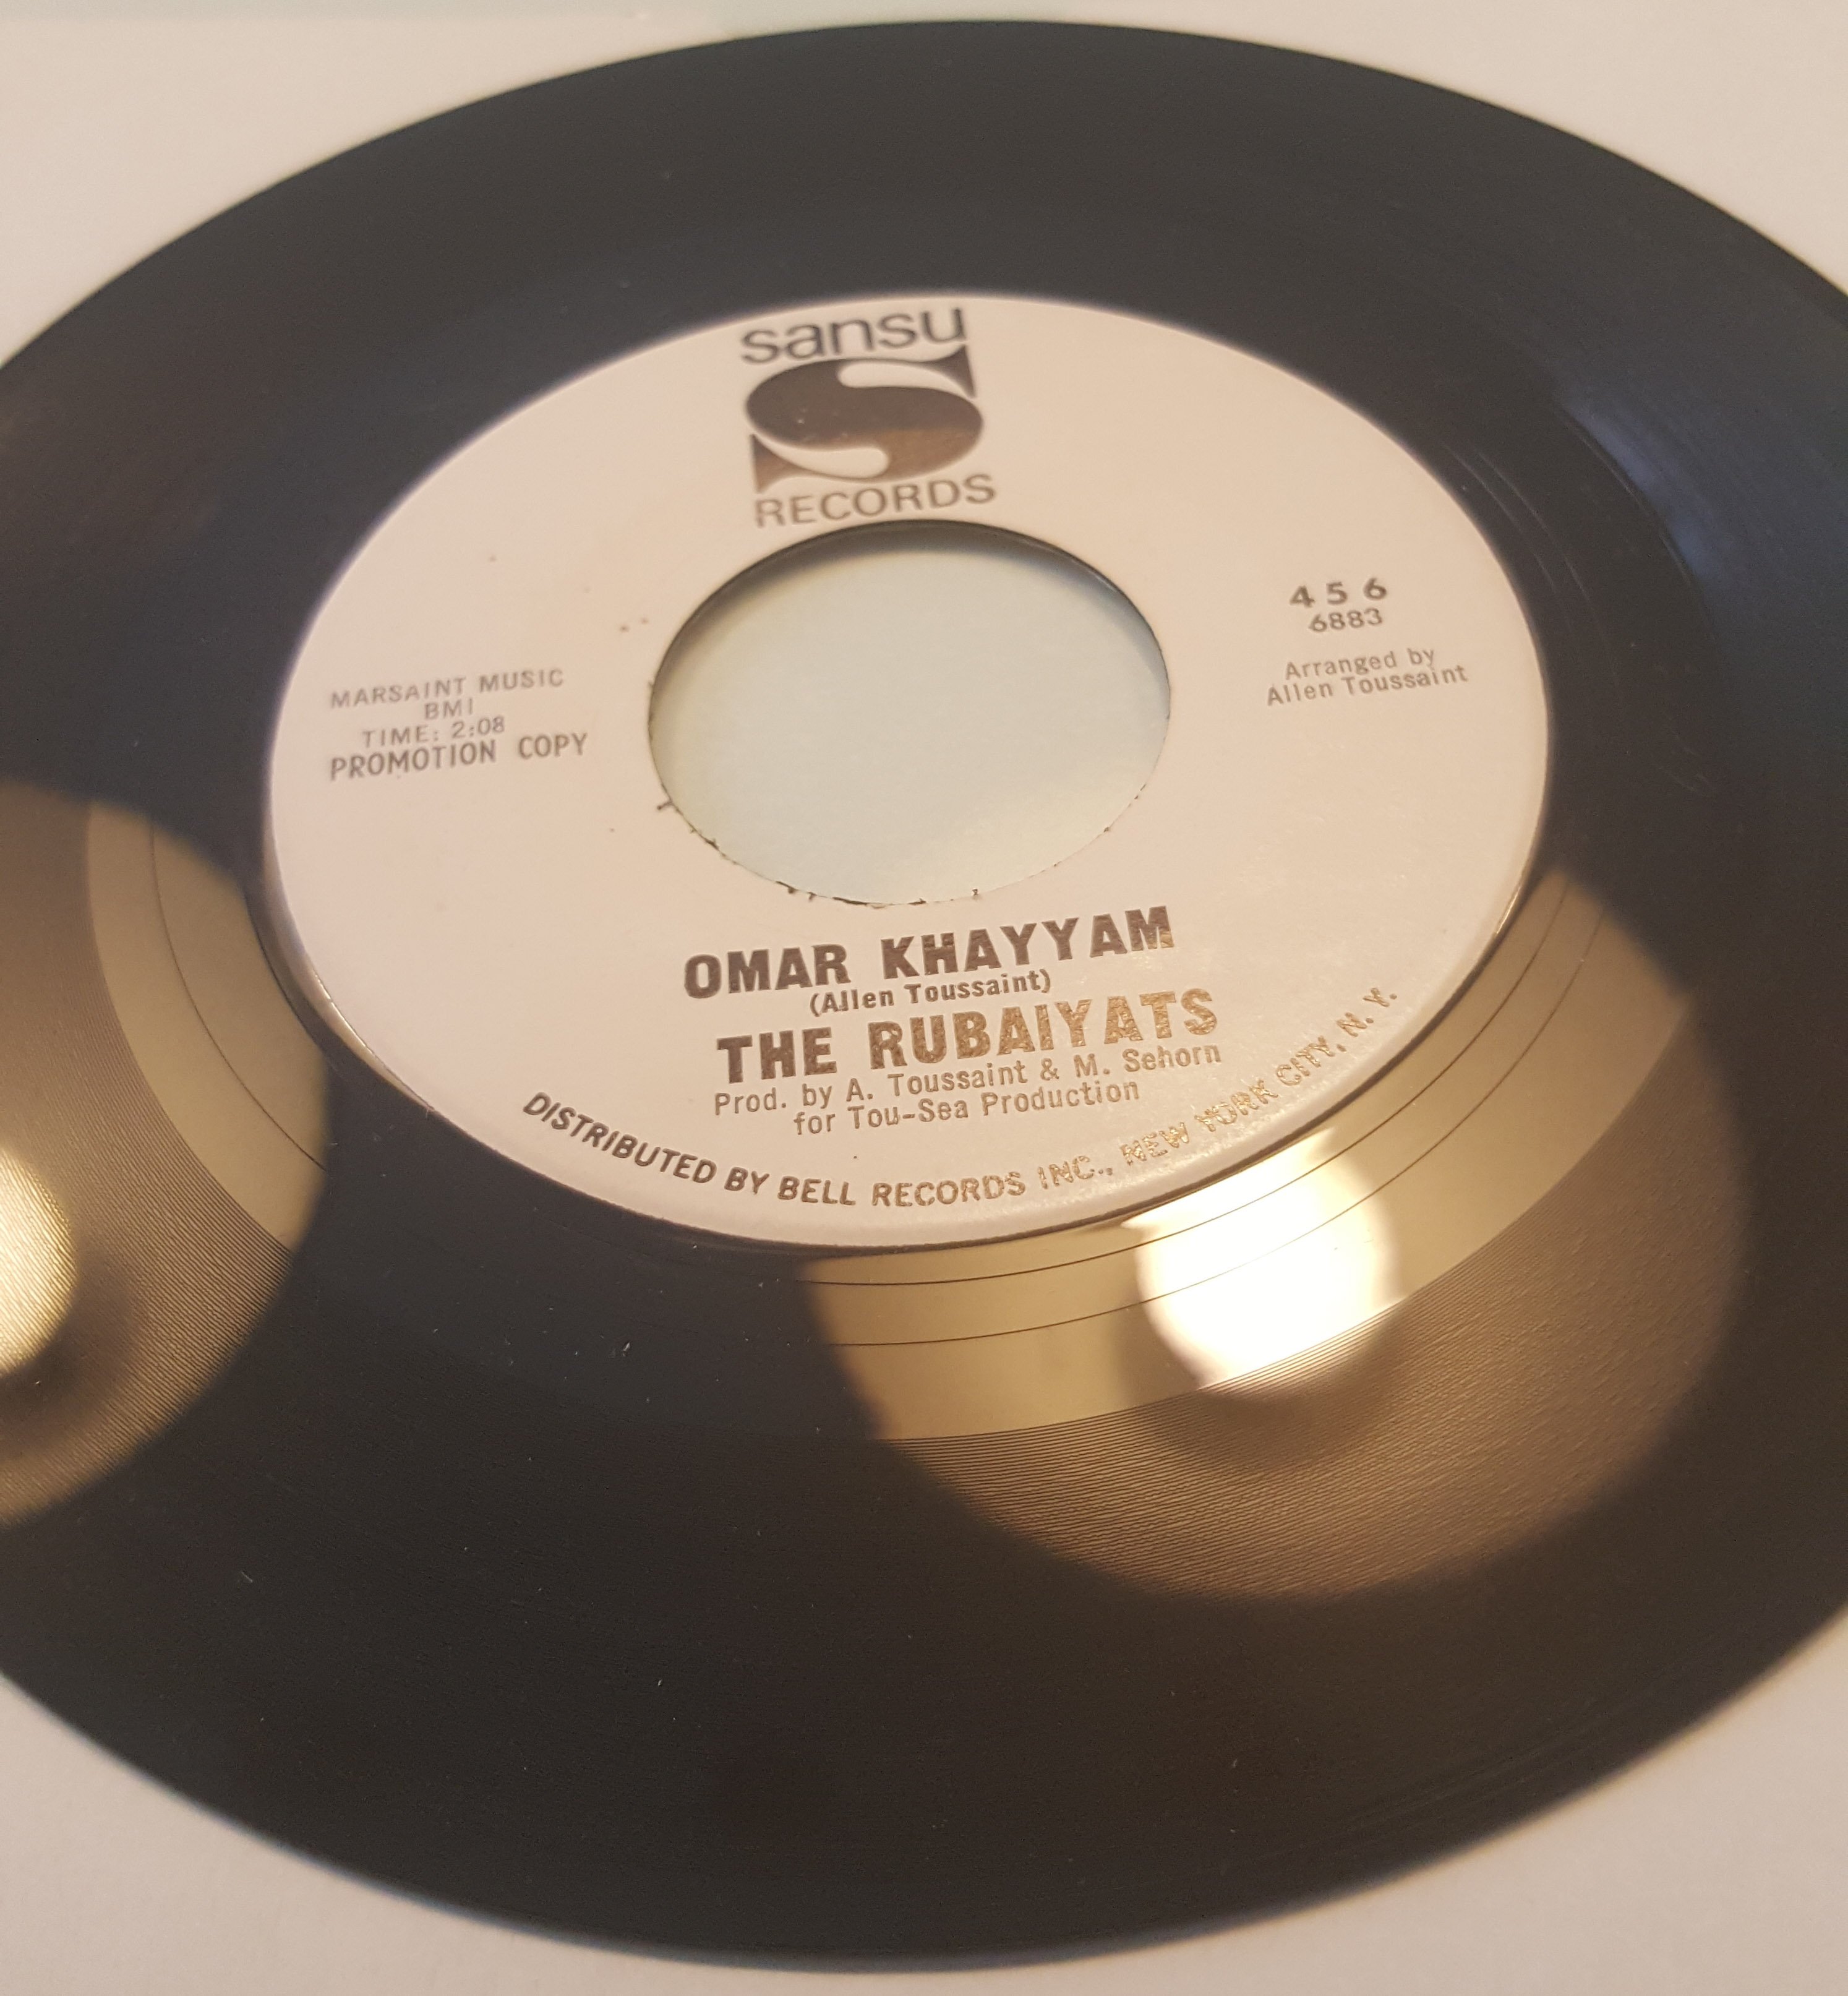 sansu
S
RECORDS
4 5 6
6883
Arranged by
Allen Toussaint
MARSAINT MUSIC
BMI
TIME: 2:08
PROMOTION COPY
OMAR KHAYYAM
(Allen Toussaint)
THE RUBAIYATS
Prod. by A. Toussaint & M. Sehorn
for Tou-Sea Production
DISTRIBUTED BY BELL RECORDS INC., NEW YORK CITY, N. Y.